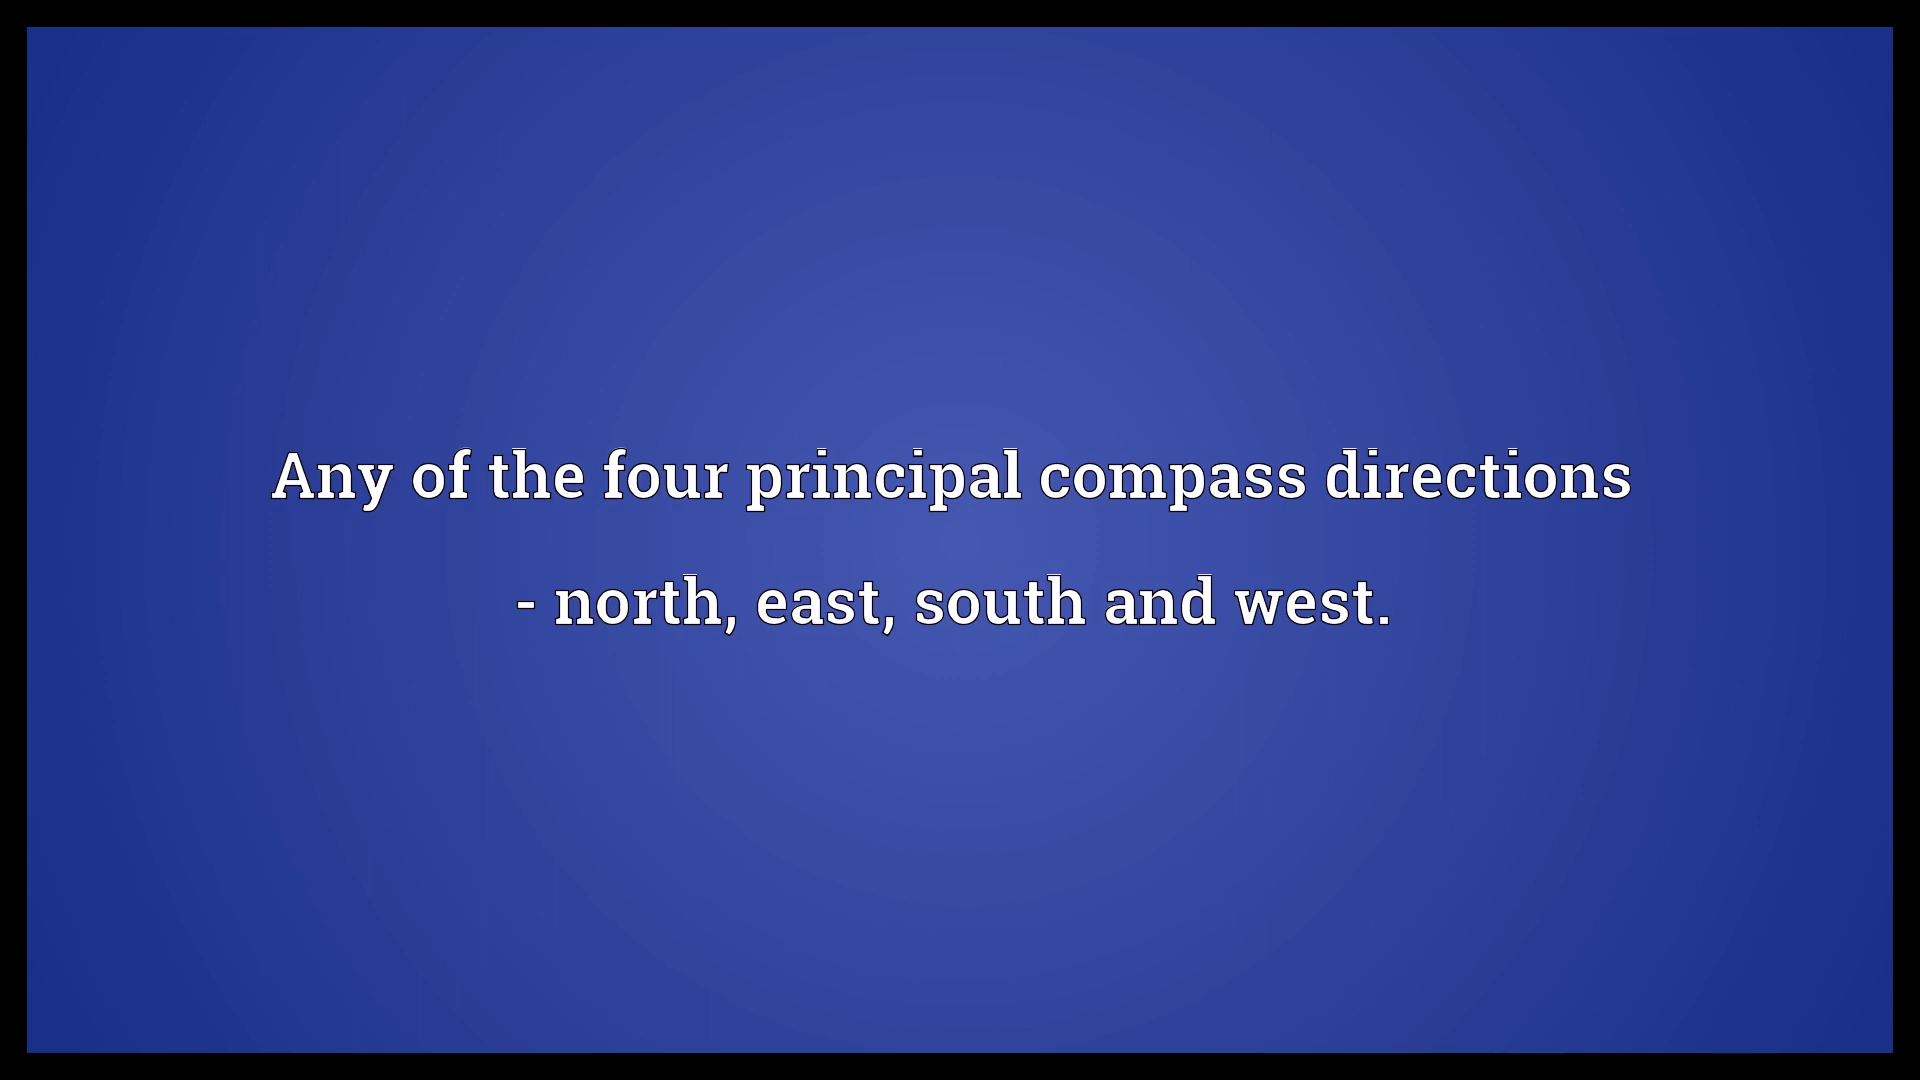 Any of the four principal compass directions
- north, east, south and west.